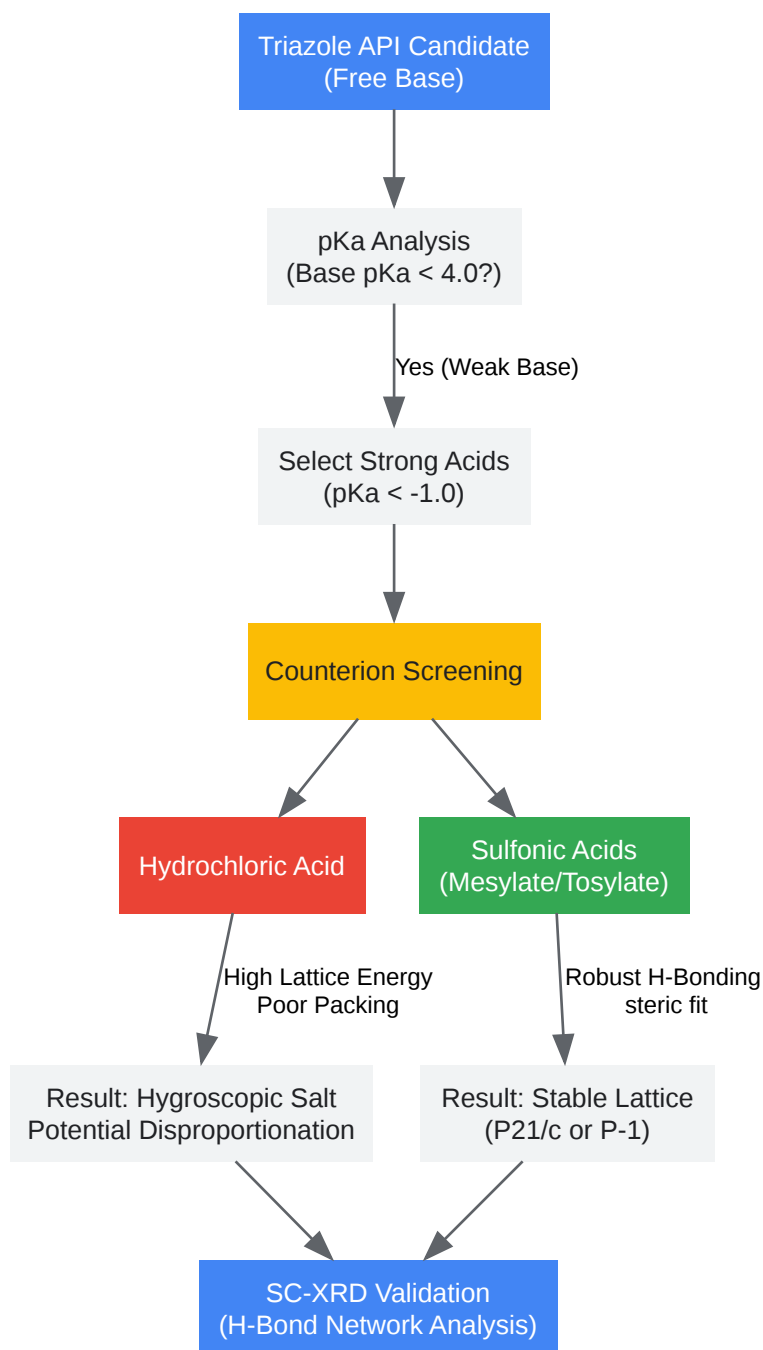 Triazole API Candidate
(Free Base)
pKa Analysis
(Base pKa < 4.0?)
Yes (Weak Base)
Select Strong Acids
(pKa < -1.0)
Counterion Screening
Hydrochloric Acid
Sulfonic Acids
(Mesylate/Tosylate)
High Lattice Energy
Poor Packing
Robust H-Bonding
steric fit
Result: Hygroscopic Salt
Potential Disproportionation
Result: Stable Lattice
(P21/c or P-1)
SC-XRD Validation
(H-Bond Network Analysis)